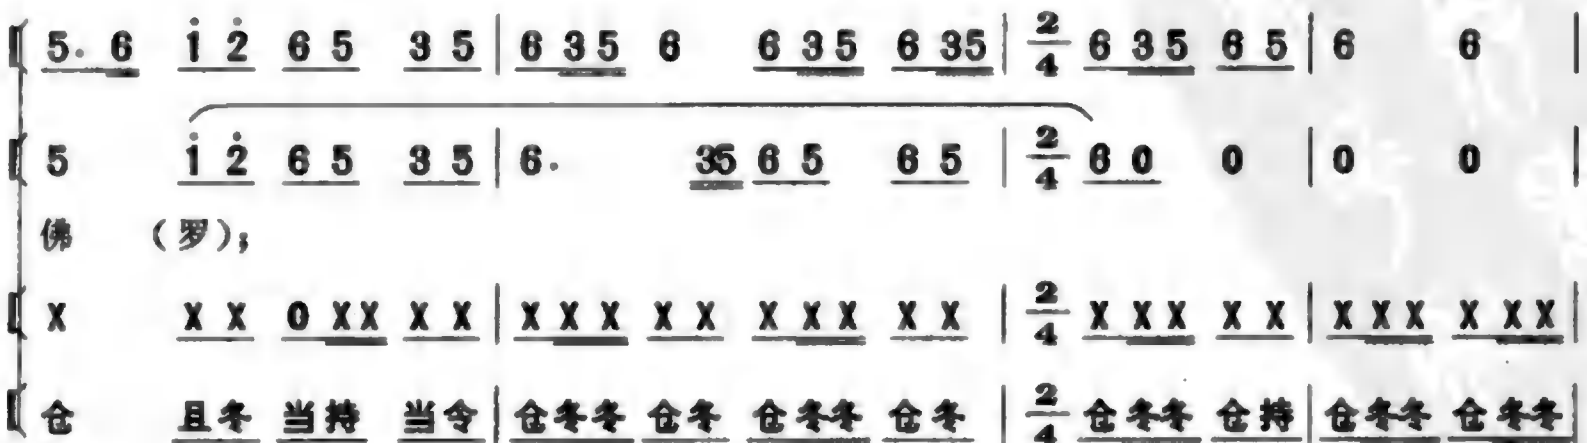 5. 6 i̇ 2̇ 6 5 3 5 | 6 3 5 6 6 3 5 6 3 5 | 2/4 6 3 5 6 5 | 6 6 |
5 i̇ 2̇ 6 5 3 5 | 6. 3 5 6 5 6 5 | 2/4 6 0 0 | 0 0 |
佛 （罗）；
X X X 0 X X X X | X X X X X X X X X X | 2/4 X X X X X | X X X X X X |
仓 且冬 当持 当令 | 仓冬冬 仓冬 仓冬冬 仓冬 | 2/4 仓冬冬 仓持 | 仓冬冬 仓冬冬 |